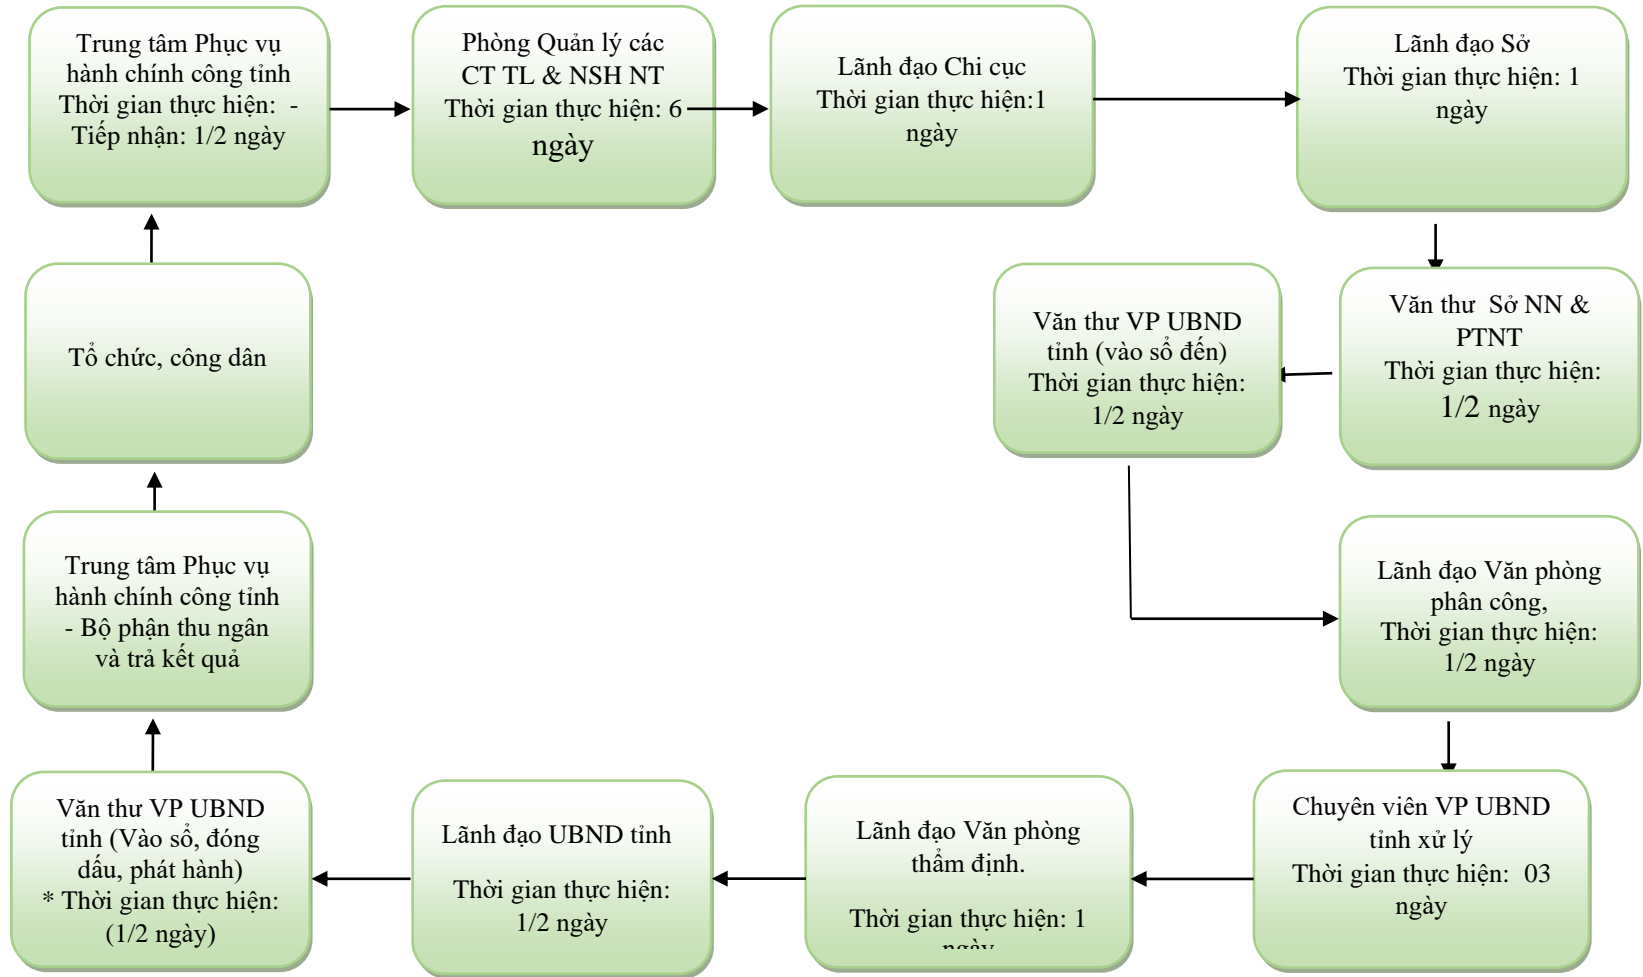 Trung tâm Phục vụ
hành chính công tỉnh
Thời gian thực hiện: -
Tiếp nhận: 1/2 ngày
Phòng Quản lý các
CT TL & NSH NT
Thời gian thực hiện: 6
ngày
Lãnh đạo Chi cục
Thời gian thực hiện:1
ngày
Lãnh đạo Sở
Thời gian thực hiện: 1
ngày
Tổ chức, công dân
Văn thư VP UBND
tỉnh (vào sổ đến)
Thời gian thực hiện:
1/2 ngày
Văn thư Sở NN &
PTNT
Thời gian thực hiện:
1/2 ngày
Trung tâm Phục vụ
hành chính công tỉnh
- Bộ phận thu ngân
và trả kết quả
Lãnh đạo Văn phòng
phân công,
Thời gian thực hiện:
1/2 ngày
Văn thư VP UBND
tỉnh (Vào sổ, đóng
dấu, phát hành)
* Thời gian thực hiện:
(1/2 ngày)
Lãnh đạo UBND tỉnh
Thời gian thực hiện:
1/2 ngày
Lãnh đạo Văn phòng
thẩm định.
Thời gian thực hiện: 1
ngày
Chuyên viên VP UBND
tỉnh xử lý
Thời gian thực hiện: 03
ngày